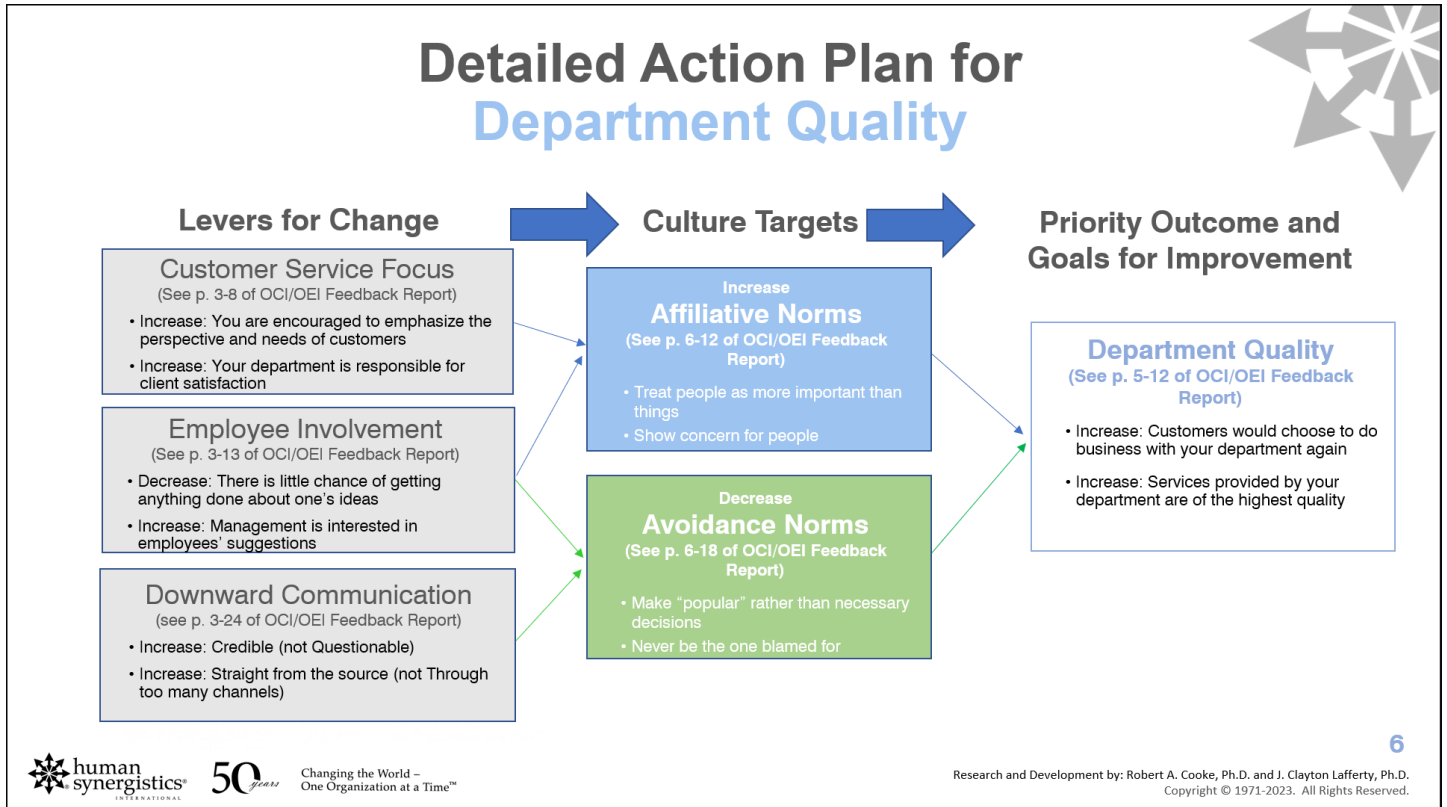 Detailed Action Plan for
Department Quality
Levers for Change
Customer Service Focus
(See p. 3-8 of OCI/OEI Feedback Report)
• Increase: You are encouraged to emphasize the
perspective and needs of customers
• Increase: Your department is responsible for
client satisfaction
Employee Involvement
(See p. 3-13 of OCI/OEI Feedback Report)
• Decrease: There is little chance of getting
anything done about one's ideas
• Increase: Management is interested in
employees' suggestions
Downward Communication
(see p. 3-24 of OCI/OEI Feedback Report)
• Increase: Credible (not Questionable)
• Increase: Straight from the source (not Through
too many channels)
Culture Targets
Increase
Affiliative Norms
(See p. 6-12 of OCI/OEI Feedback
Report)
• Treat people as more important than
things
• Show concern for people
Decrease
Avoidance Norms
(See p. 6-18 of OCI/OEI Feedback
Report)
• Make “popular” rather than necessary
decisions
• Never be the one blamed for
Priority Outcome and
Goals for Improvement
Department Quality
(See p. 5-12 of OCI/OEI Feedback
Report)
• Increase: Customers would choose to do
business with your department again
• Increase: Services provided by your
department are of the highest quality
6
human
synergistics®
INTERNATIONAL
50 years
Changing the World –
One Organization at a Time™
Research and Development by: Robert A. Cooke, Ph.D. and J. Clayton Lafferty, Ph.D.
Copyright © 1971-2023. All Rights Reserved.